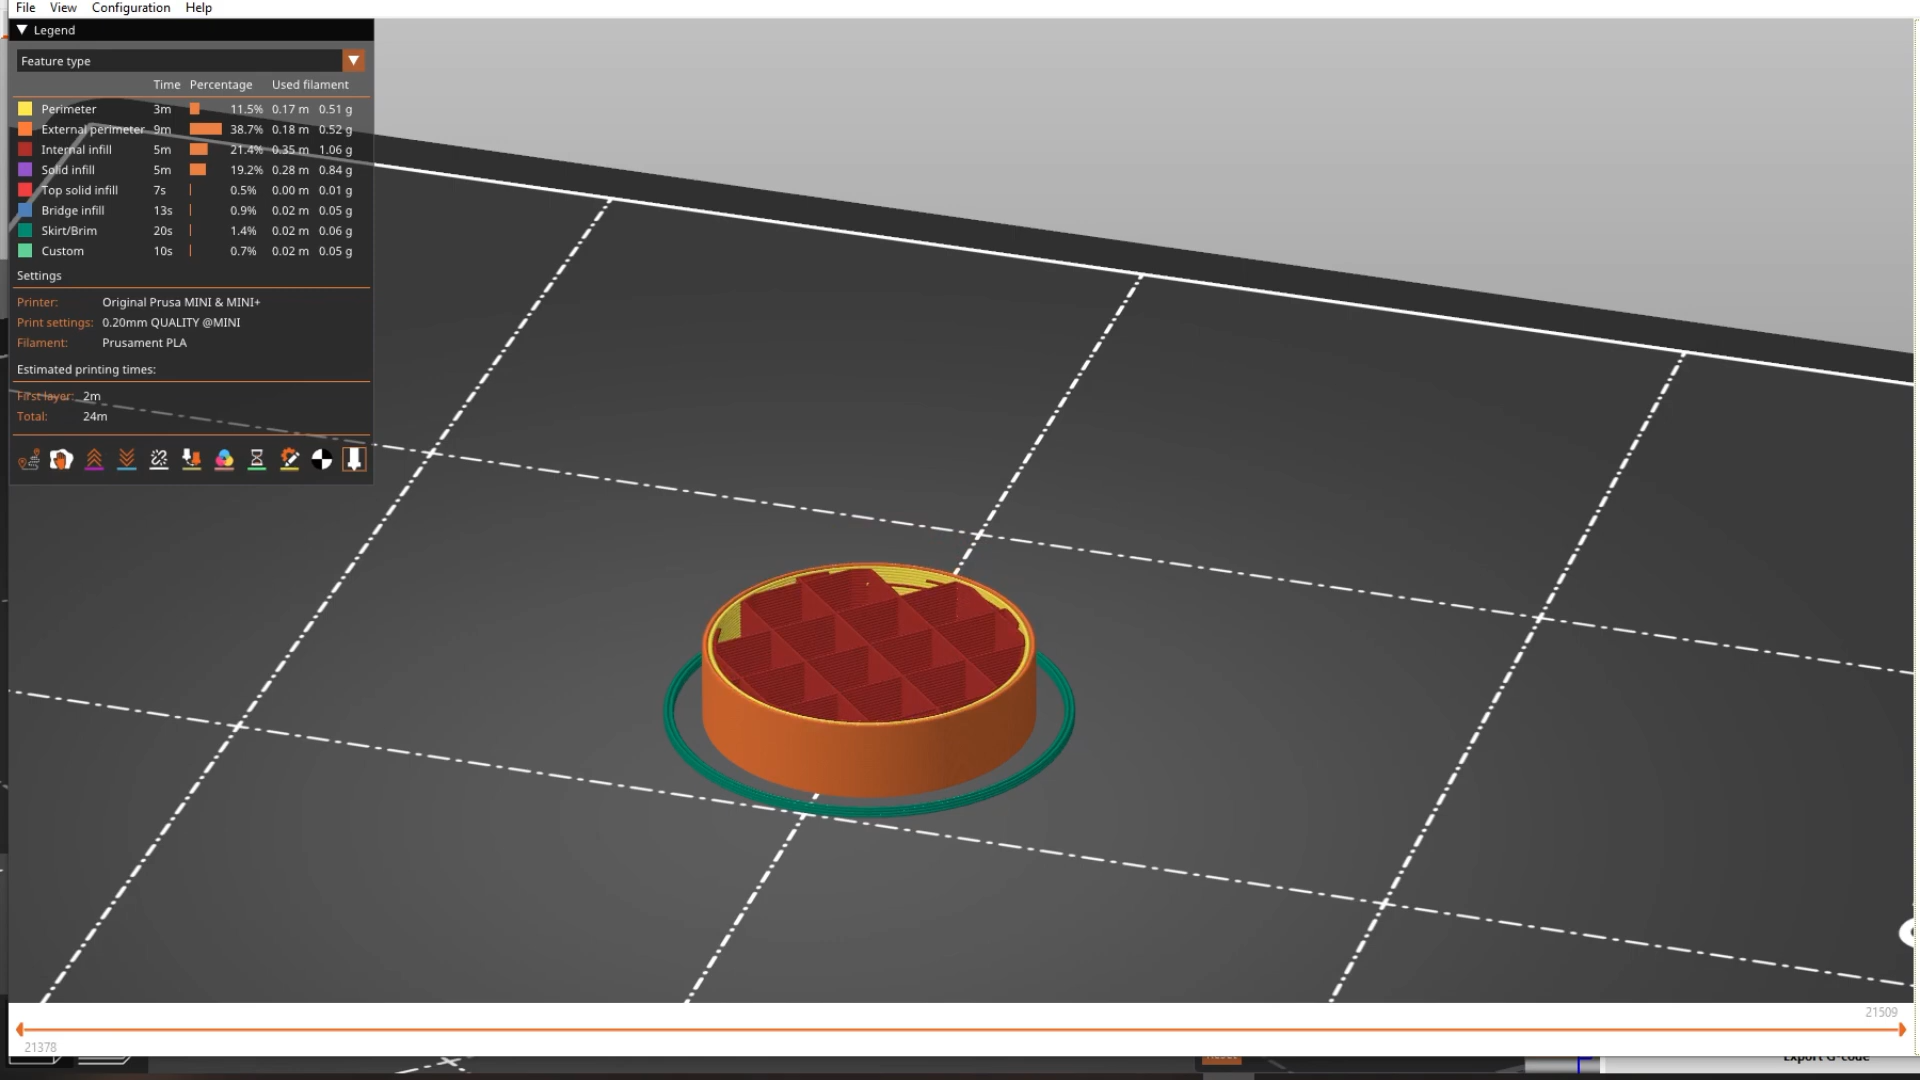 File View Configuration Help
Legend
Feature type
Time Percentage Used filament
Perimeter 3m 11.5% 0.17 m 0.51 g
External perimeter 9m 38.7% 0.18 m 0.52 g
Internal infill 5m 21.4% 0.35 m 1.06 g
Solid infill 5m 19.2% 0.28 m 0.84 g
Top solid infill 7s 0.5% 0.00 m 0.01 g
Bridge infill 13s 0.9% 0.02 m 0.05 g
Skirt/Brim 20s 1.4% 0.02 m 0.06 g
Custom 10s 0.7% 0.02 m 0.05 g
Settings
Printer: Original Prusa MINI & MINI+
Print settings: 0.20mm QUALITY @MINI
Filament: Prusament PLA
Estimated printing times:
First layer: 2m
Total: 24m
21509
21378
Export G-code